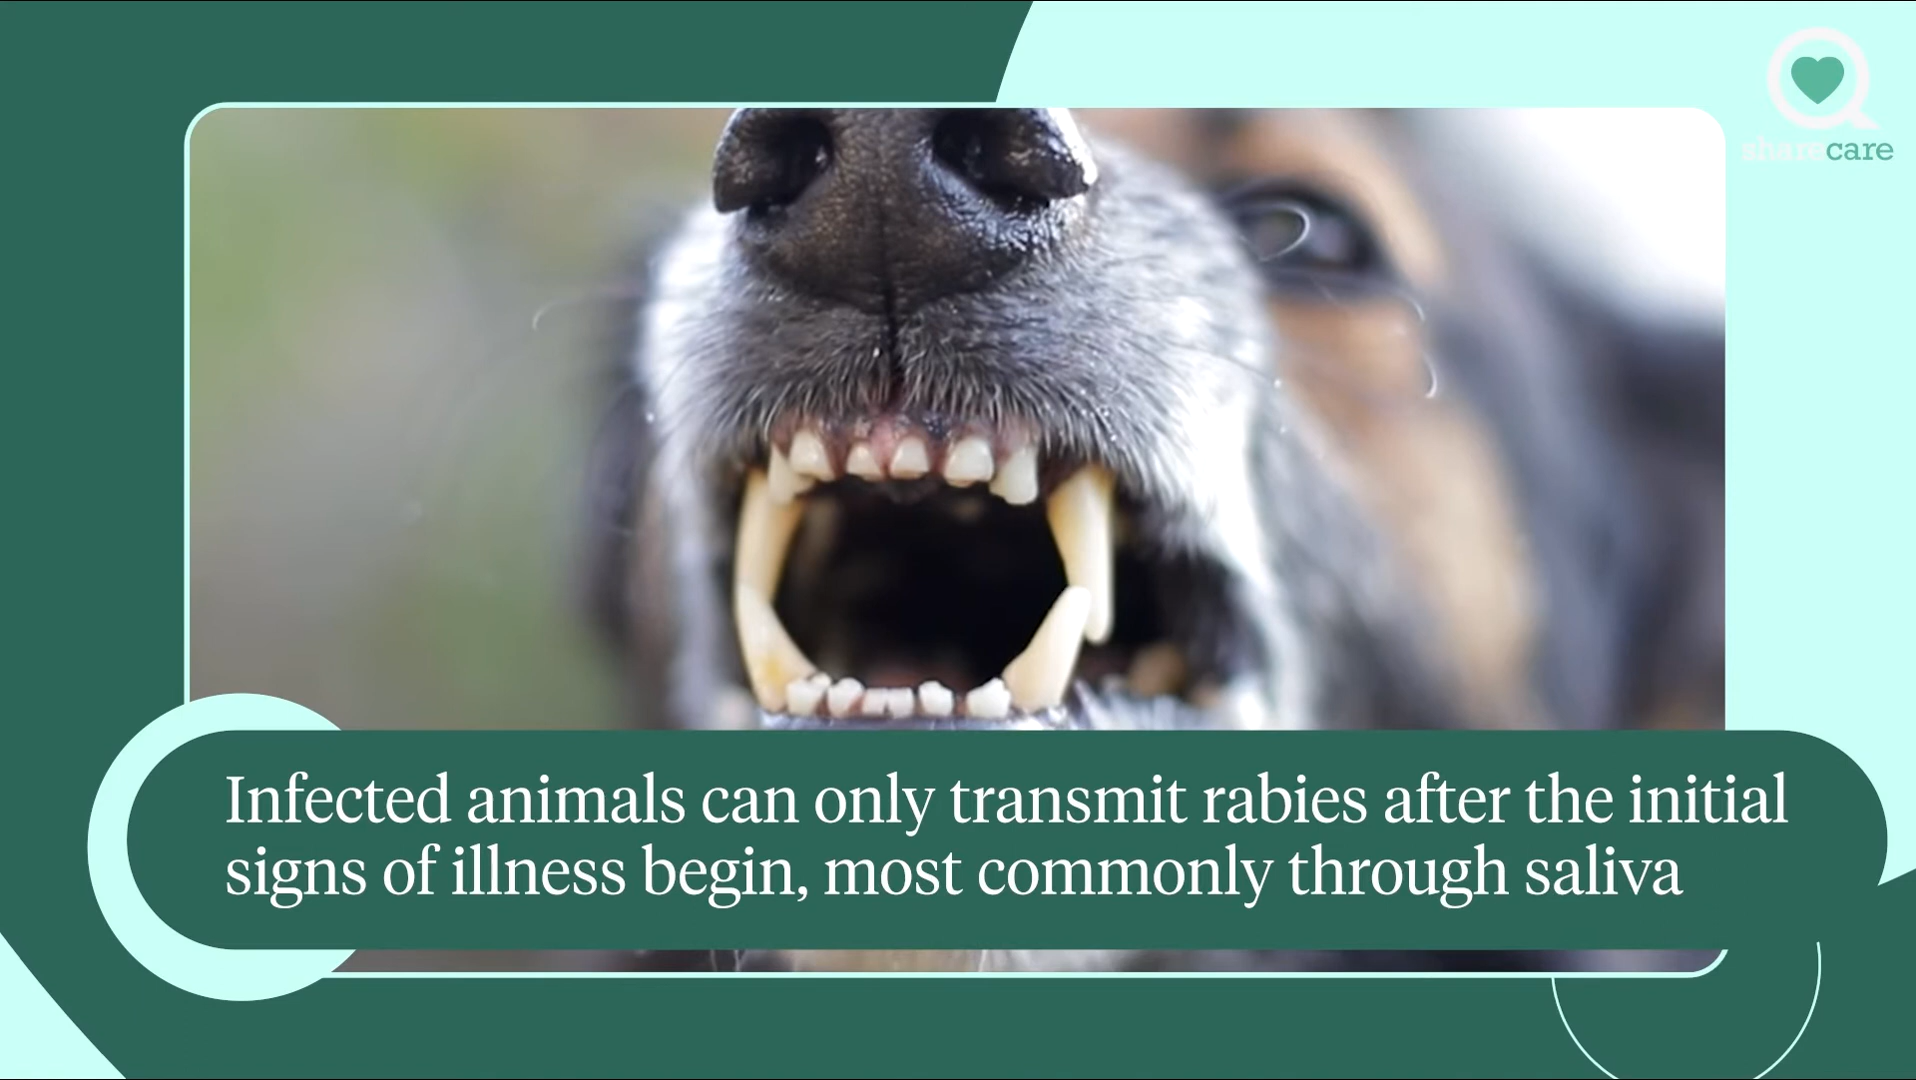 sharecare
Infected animals can only transmit rabies after the initial
signs of illness begin, most commonly through saliva